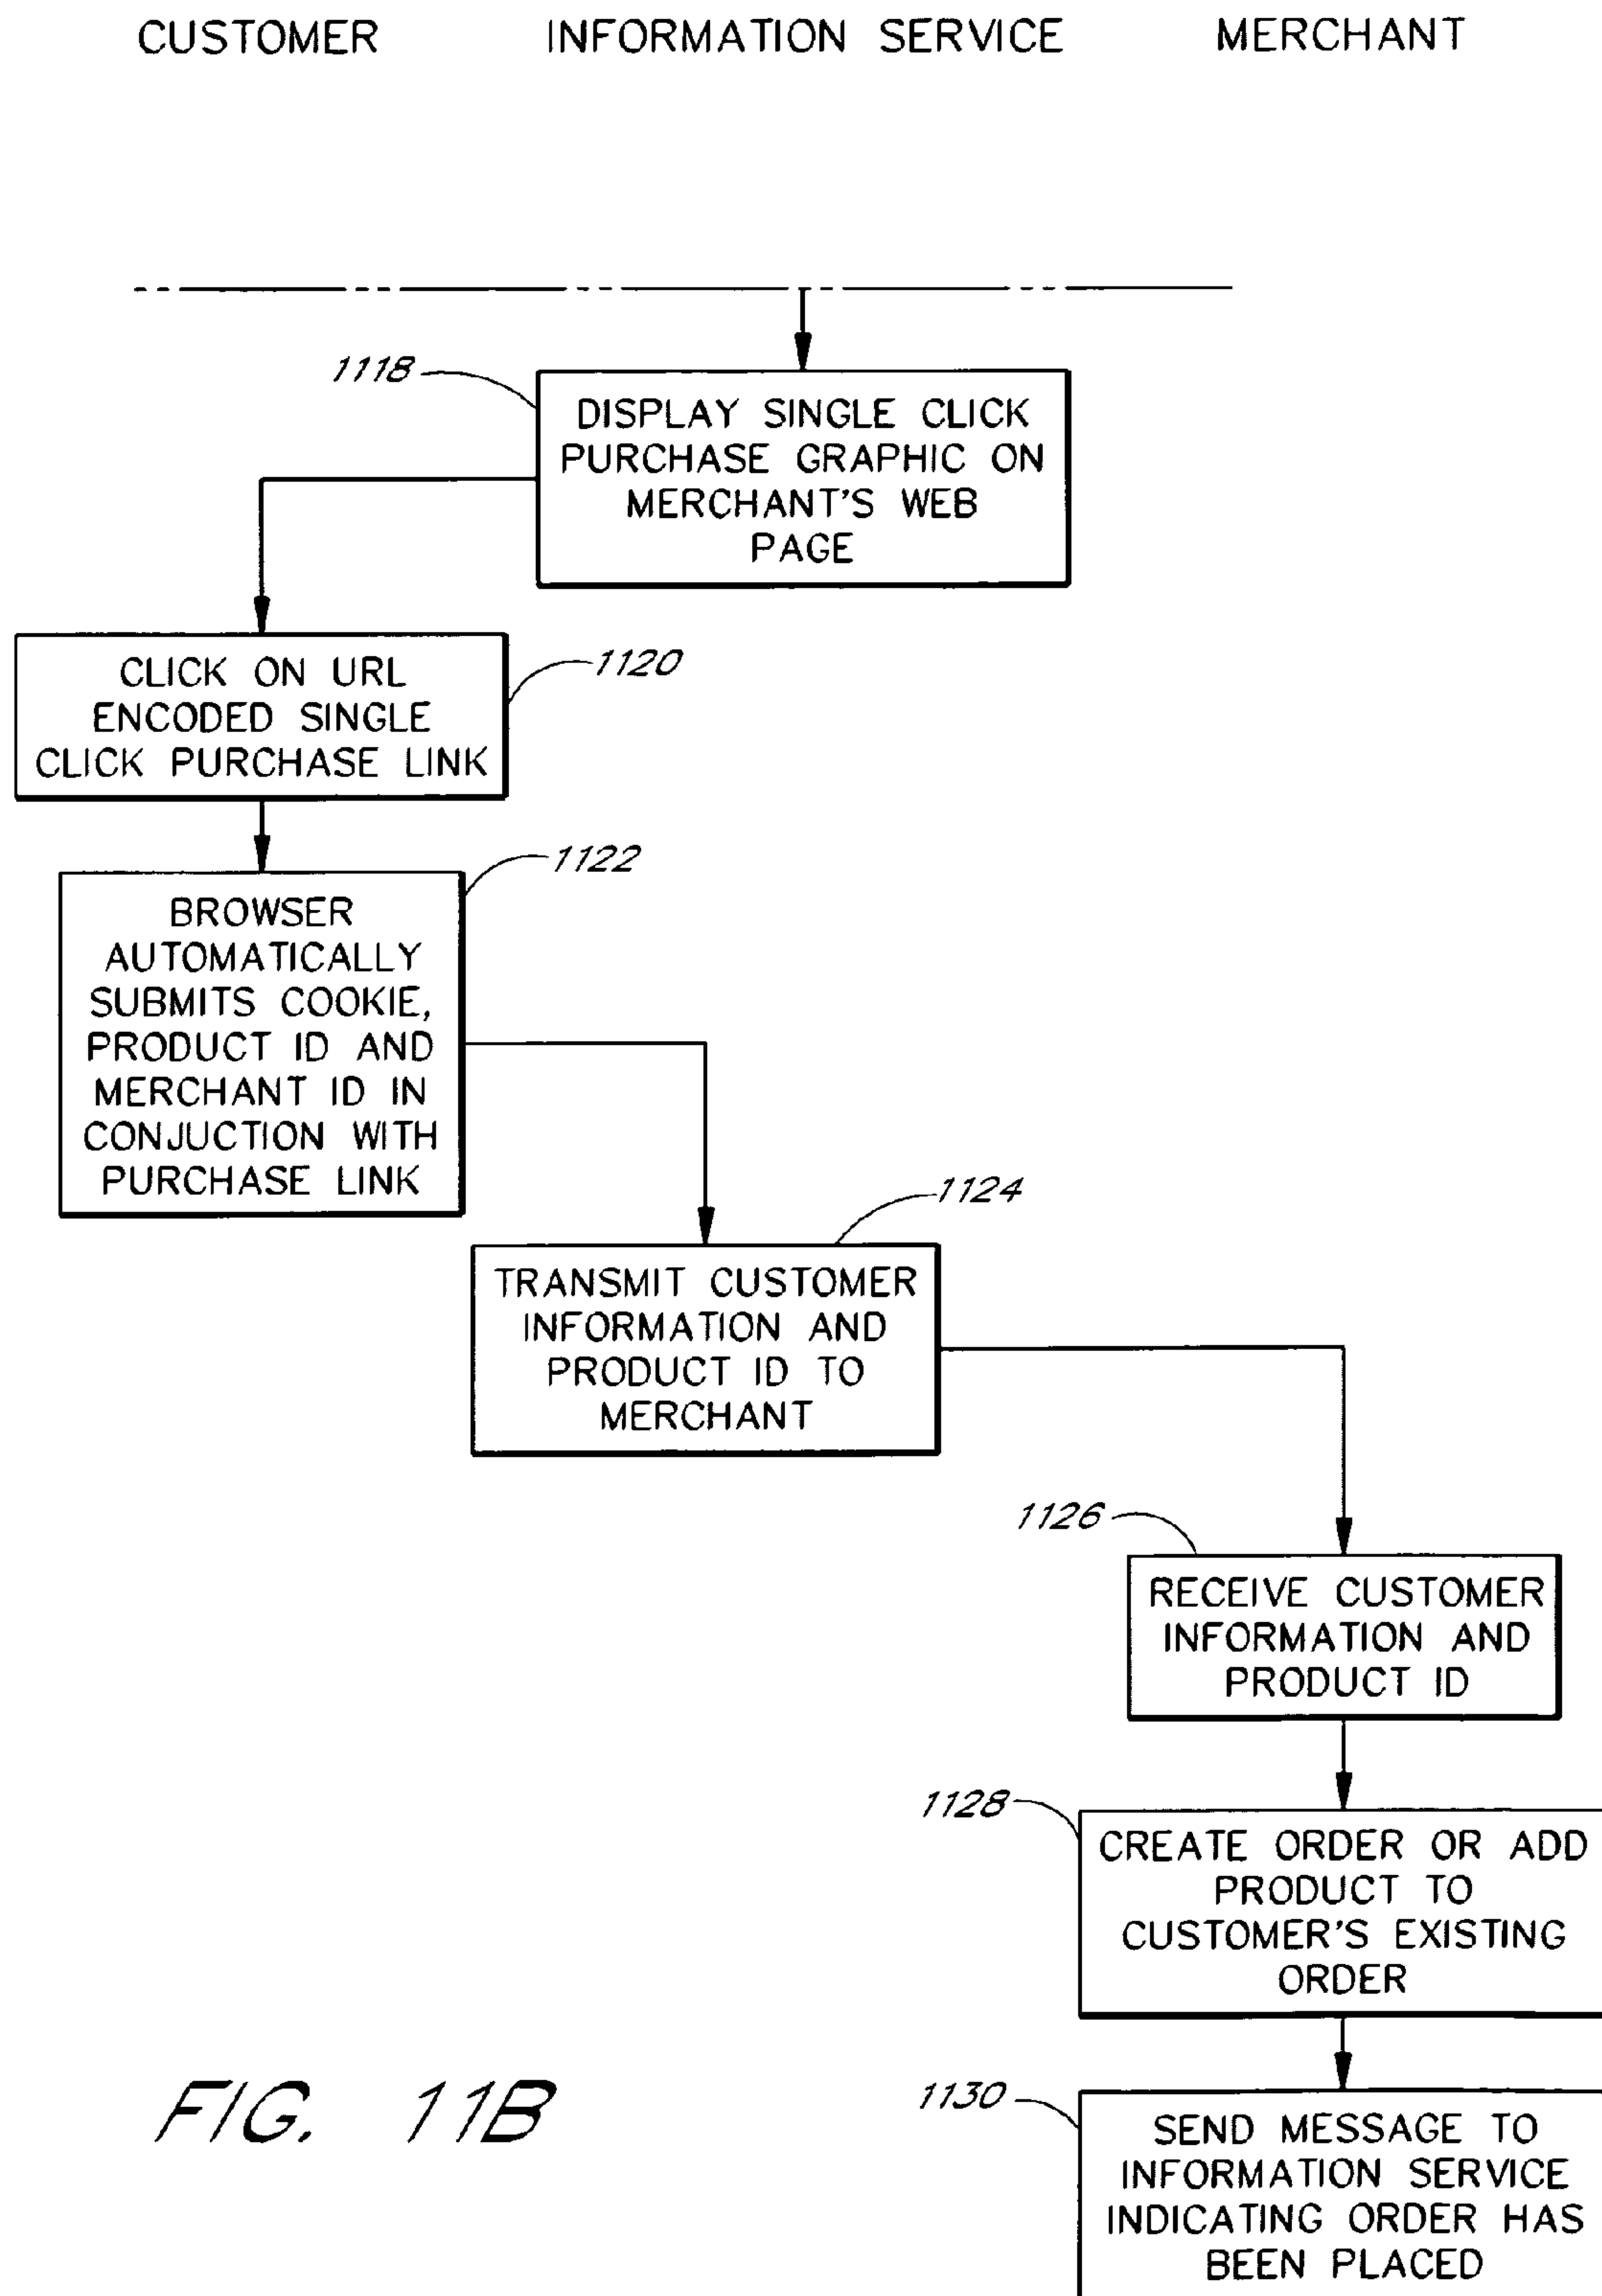 CUSTOMER
INFORMATION SERVICE
MERCHANT
1118
DISPLAY SINGLE CLICK
PURCHASE GRAPHIC ON
MERCHANT'S WEB
PAGE
CLICK ON URL
ENCODED SINGLE
CLICK PURCHASE LINK
1120
1122
BROWSER
AUTOMATICALLY
SUBMITS COOKIE,
PRODUCT ID AND
MERCHANT ID IN
CONJUCTION WITH
PURCHASE LINK
1124
TRANSMIT CUSTOMER
INFORMATION AND
PRODUCT ID TO
MERCHANT
1126
RECEIVE CUSTOMER
INFORMATION AND
PRODUCT ID
1128
CREATE ORDER OR ADD
PRODUCT TO
CUSTOMER'S EXISTING
ORDER
1130
SEND MESSAGE TO
INFORMATION SERVICE
INDICATING ORDER HAS
BEEN PLACED
FIG. 11B